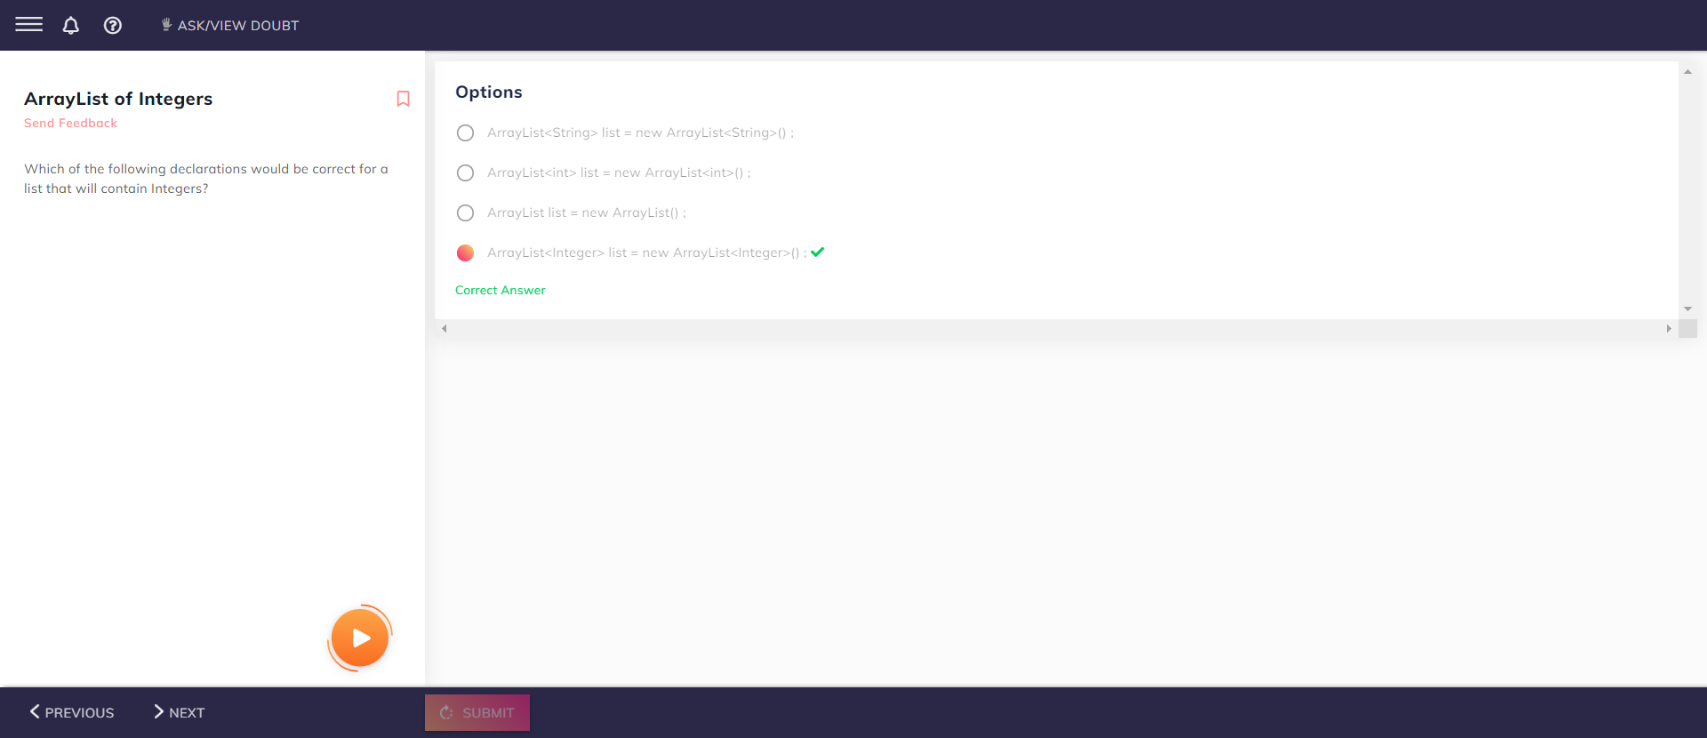 ASK/VIEW DOUBT
ArrayList of Integers
Send Feedback
Which of the following declarations would be correct for a
list that will contain Integers?
Options
ArrayList<String> list = new ArrayList<String>() ;
ArrayList<int> list = new ArrayList<int>() ;
ArrayList list = new ArrayList() ;
ArrayList<Integer> list = new ArrayList<Integer>() ;
Correct Answer
PREVIOUS
NEXT
SUBMIT